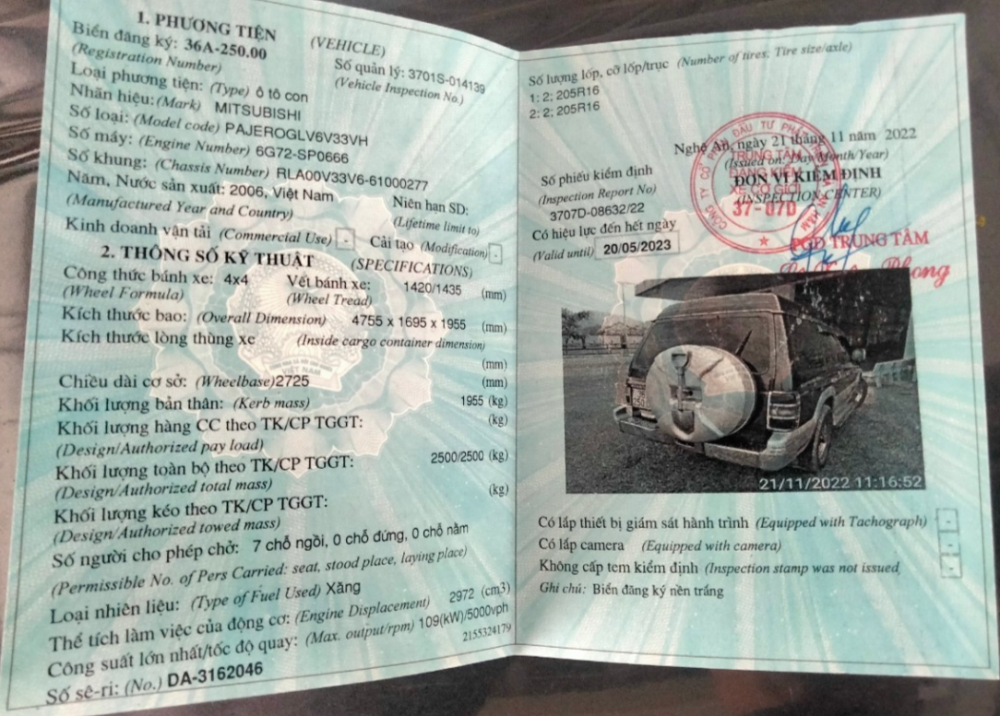 1. PHƯƠNG TIỆN (VEHICLE)
Biển đăng ký: 36A-250.00
(Registration Number)
Số quản lý: 3701S-014139
(Vehicle Inspection No.)
Loại phương tiện: (Type) ô tô con
Nhãn hiệu: (Mark) MITSUBISHI
Số loại: (Model code) PAJEROGLV6V33VH
Số máy: (Engine Number) 6G72-SP0666
Số khung: (Chassis Number) RLA00V33V6-61000277
Năm, Nước sản xuất: 2006, Việt Nam
(Manufactured Year and Country)
Niên hạn SD:
(Lifetime limit to)
Kinh doanh vận tải (Commercial Use) - Cải tạo (Modification) -
2. THÔNG SỐ KỸ THUẬT (SPECIFICATIONS)
Công thức bánh xe: 4x4
(Wheel Formula)
Vết bánh xe: 1420/1435 (mm)
(Wheel Tread)
Kích thước bao: (Overall Dimension) 4755 x 1695 x 1955 (mm)
Kích thước lòng thùng xe (Inside cargo container dimension)
(mm)
Chiều dài cơ sở: (Wheelbase)2725 (mm)
Khối lượng bản thân: (Kerb mass) 1955 (kg)
Khối lượng hàng CC theo TK/CP TGGT: (kg)
(Design/Authorized pay load)
Khối lượng toàn bộ theo TK/CP TGGT: 2500/2500 (kg)
(Design/Authorized total mass)
Khối lượng kéo theo TK/CP TGGT: (kg)
(Design/Authorized towed mass)
Số người cho phép chở: 7 chỗ ngồi, 0 chỗ đứng, 0 chỗ nằm
(Permissible No. of Pers Carried: seat, stood place, laying place)
Loại nhiên liệu: (Type of Fuel Used) Xăng
Thể tích làm việc của động cơ: (Engine Displacement) 2972 (cm3)
Công suất lớn nhất/tốc độ quay: (Max. output/rpm) 109(kW)/5000vph
2155324179
Số sê-ri: (No.) DA-3162046
VIỆT NAM
Số lượng lốp, cỡ lốp/trục (Number of tires: Tire size/axle)
1: 2; 205R16
2: 2; 205R16
Nghệ An, ngày 21 tháng 11 năm 2022
(Issued on: Day/Month/Year)
ĐƠN VỊ KIỂM ĐỊNH
(INSPECTION CENTER)
TRUNG TÂM
ĐĂNG KIỂM
XE CƠ GIỚI
37-07D
CÔNG TY CỔ PHẦN ĐẦU TƯ
Số phiếu kiểm định
(Inspection Report No)
3707D-08632/22
Có hiệu lực đến hết ngày
(Valid until) 20/05/2023
PGĐ TRUNG TÂM
Phong
21/11/2022 11:16:52
Có lắp thiết bị giám sát hành trình (Equipped with Tachograph) -
Có lắp camera (Equipped with camera) -
Không cấp tem kiểm định (Inspection stamp was not issued -
Ghi chú: Biển đăng ký nền trắng